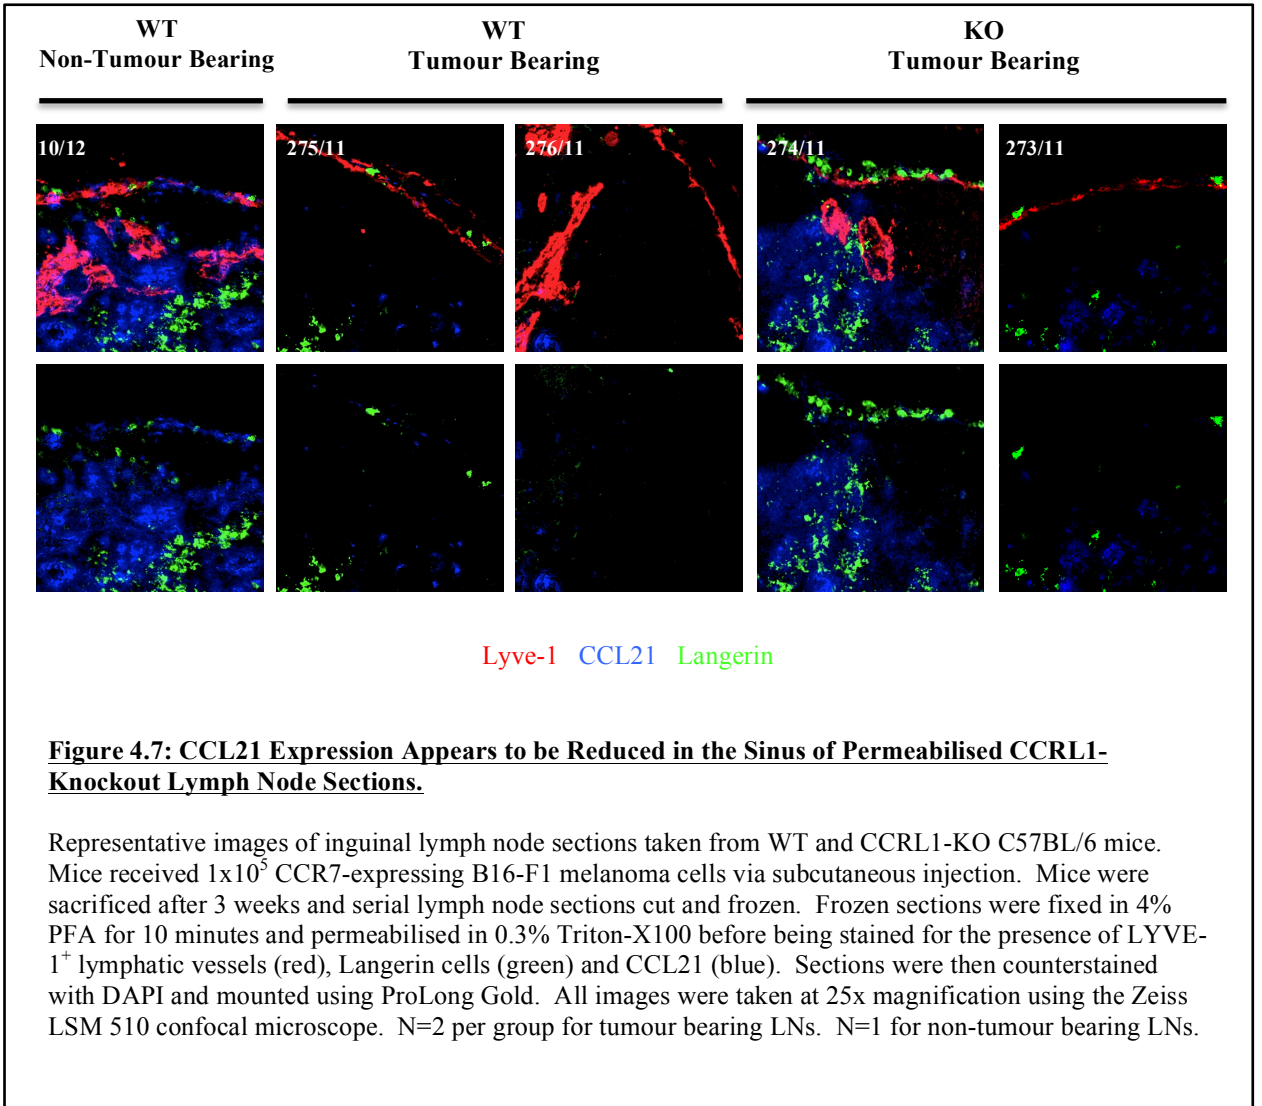 WT
Non-Tumour Bearing
WT
Tumour Bearing
KO
Tumour Bearing
10/12
275/11
276/11
274/11
273/11
Lyve-1 CCL21 Langerin
Figure 4.7: CCL21 Expression Appears to be Reduced in the Sinus of Permeabilised CCRL1-
Knockout Lymph Node Sections.
Representative images of inguinal lymph node sections taken from WT and CCRL1-KO C57BL/6 mice.
Mice received 1x10⁵ CCR7-expressing B16-F1 melanoma cells via subcutaneous injection. Mice were
sacrificed after 3 weeks and serial lymph node sections cut and frozen. Frozen sections were fixed in 4%
PFA for 10 minutes and permeabilised in 0.3% Triton-X100 before being stained for the presence of LYVE-
1⁺ lymphatic vessels (red), Langerin cells (green) and CCL21 (blue). Sections were then counterstained
with DAPI and mounted using ProLong Gold. All images were taken at 25x magnification using the Zeiss
LSM 510 confocal microscope. N=2 per group for tumour bearing LNs. N=1 for non-tumour bearing LNs.